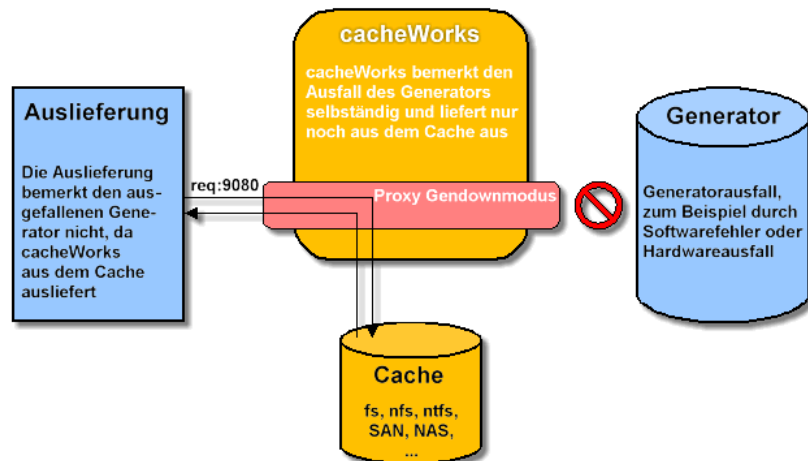 cacheWorks
cacheWorks bemerkt den
Ausfall des Generators
selbständig und liefert nur
noch aus dem Cache aus
Auslieferung
Die Auslieferung
bemerkt den aus-
gefallenen Gene-
rator nicht, da
cacheWorks
aus dem Cache
ausliefert
req:9080
Proxy Gendownmodus
Generator
Generatorausfall,
zum Beispiel durch
Softwarefehler oder
Hardwareausfall
Cache
fs, nfs, ntfs,
SAN, NAS,
...